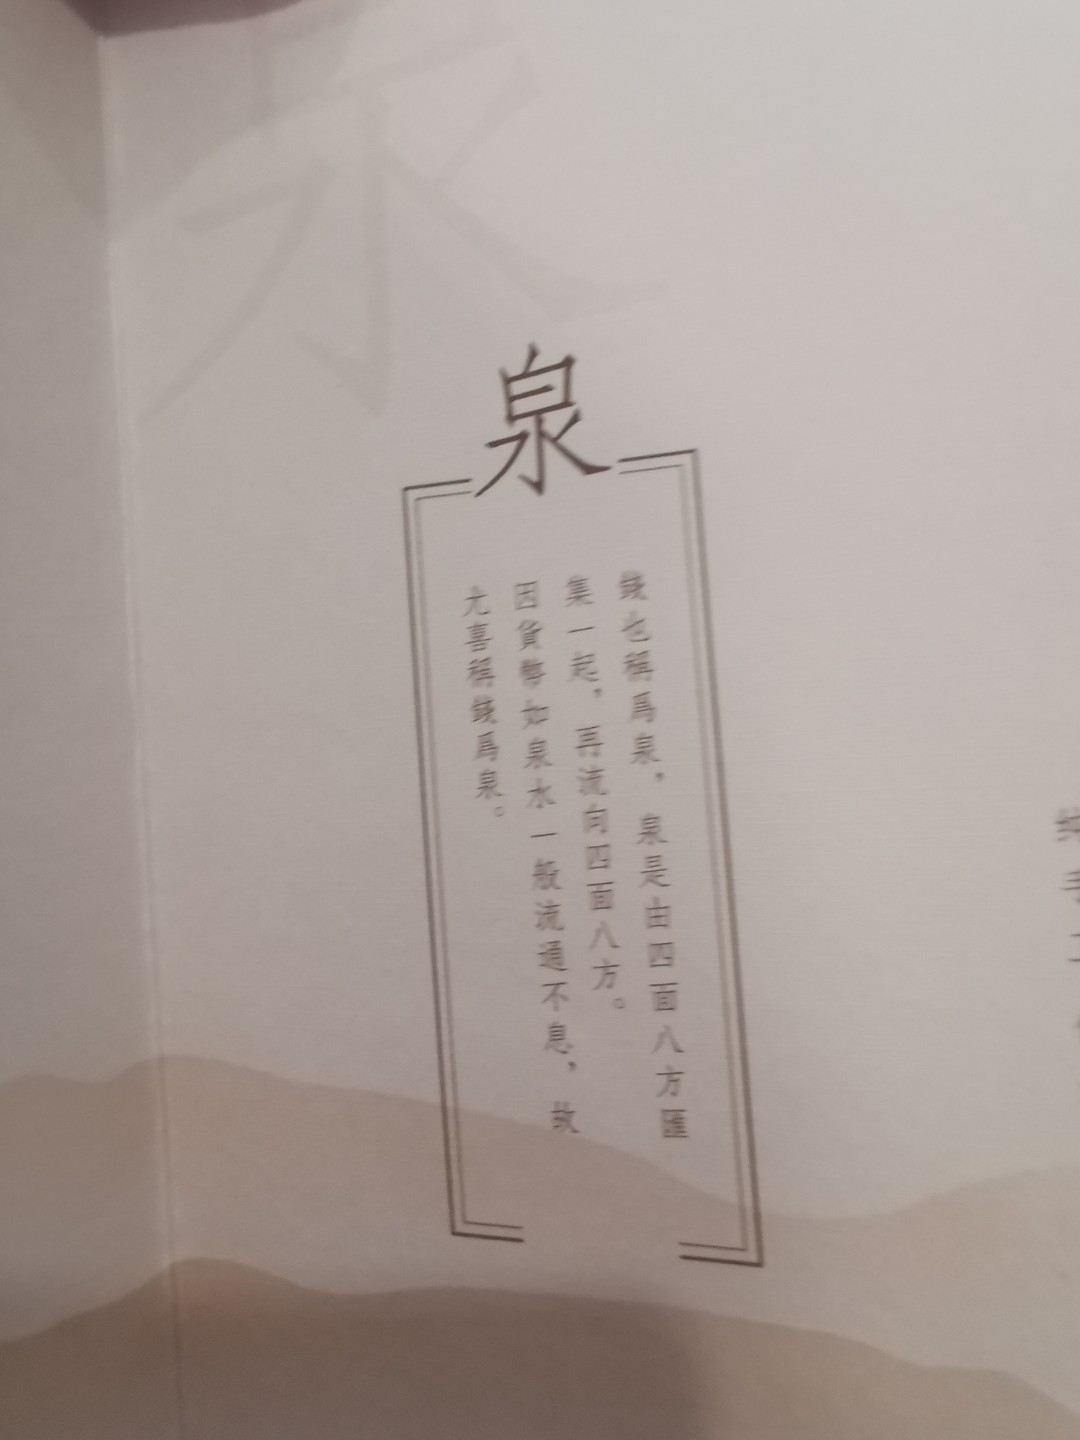 泉
錢也稱爲泉，泉是由四面八方匯
集一起，再流向四面八方。
因貨幣如泉水一般流通不息，故
尤喜稱錢爲泉。